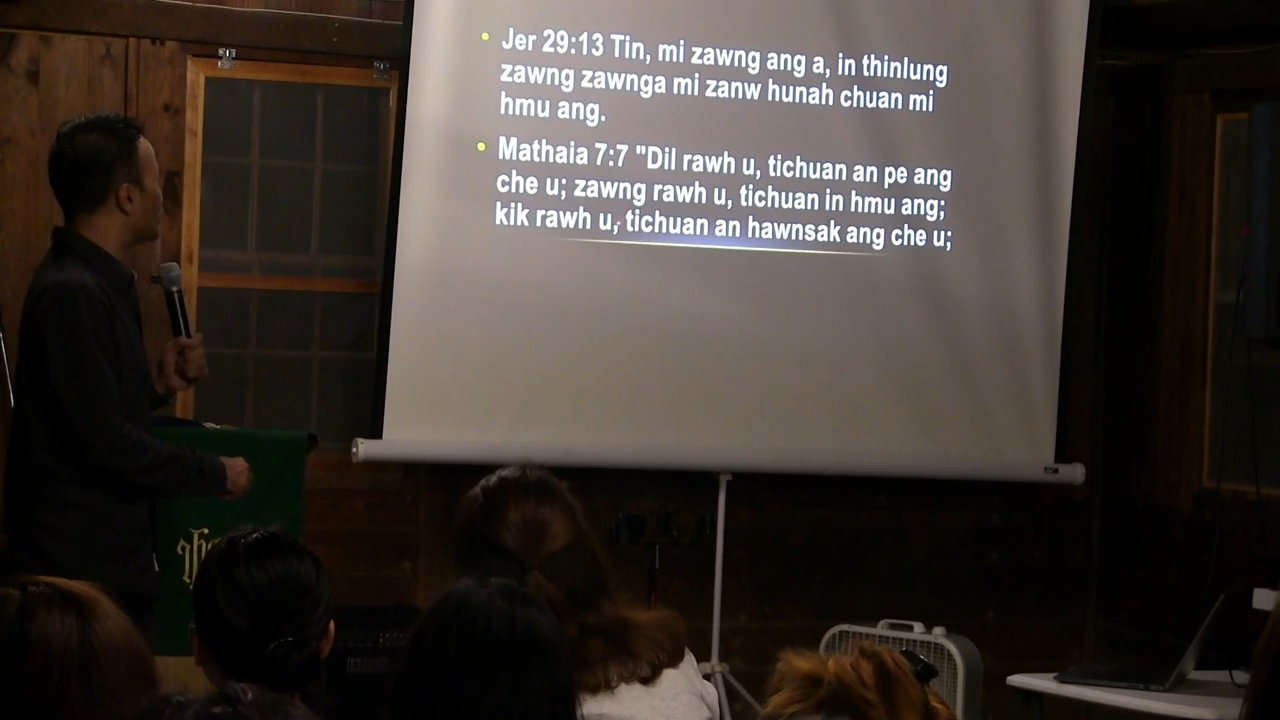 Jer 29:13 Tin, mi zawng ang a, in thinlung
zawng zawnga mi zanw hunah chuan mi
hmu ang.
Mathaia 7:7 "Dil rawh u, tichuan an pe ang
che u; zawng rawh u, tichuan in hmu ang;
kik rawh u, tichuan an hawnsak ang che u;